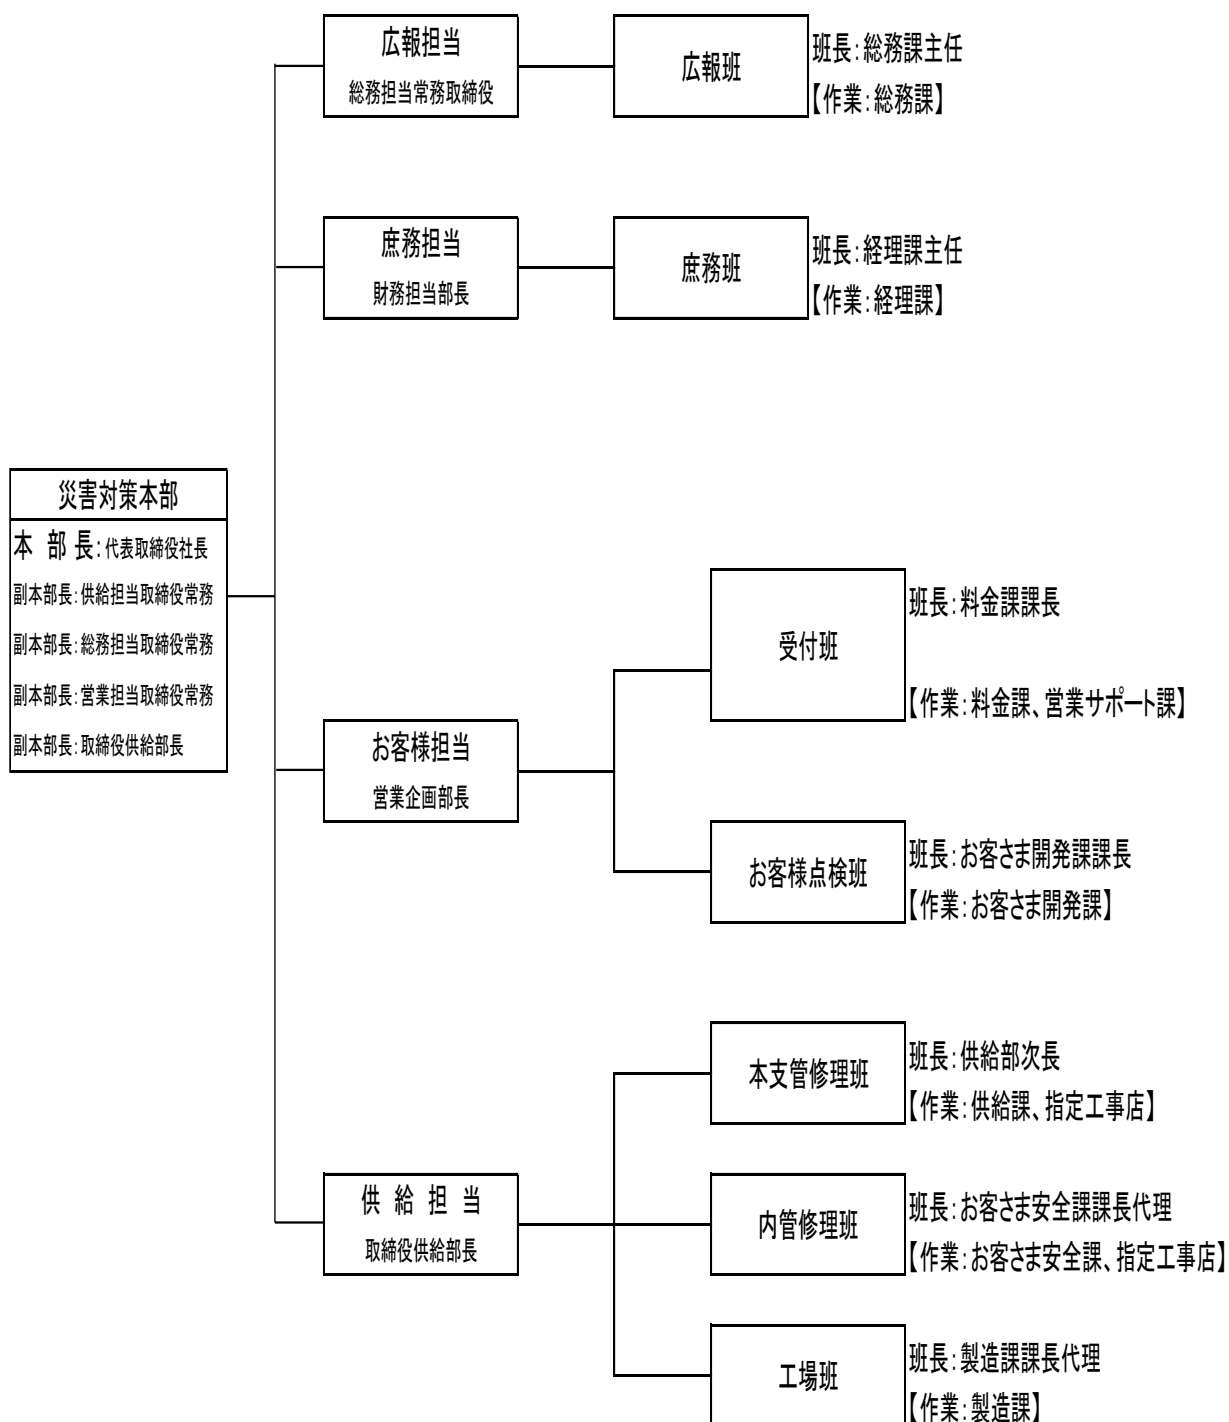 広報担当
総務担当常務取締役
広報班
班長：総務課主任
【作業：総務課】
庶務担当
財務担当部長
庶務班
班長：経理課主任
【作業：経理課】
災害対策本部
本 部 長：代表取締役社長
副本部長：供給担当取締役常務
副本部長：総務担当取締役常務
副本部長：営業担当取締役常務
副本部長：取締役供給部長
お客様担当
営業企画部長
受付班
班長：料金課課長
【作業：料金課、営業サポート課】
お客様点検班
班長：お客さま開発課課長
【作業：お客さま開発課】
供 給 担 当
取締役供給部長
本支管修理班
班長：供給部次長
【作業：供給課、指定工事店】
内管修理班
班長：お客さま安全課課長代理
【作業：お客さま安全課、指定工事店】
工場班
班長：製造課課長代理
【作業：製造課】